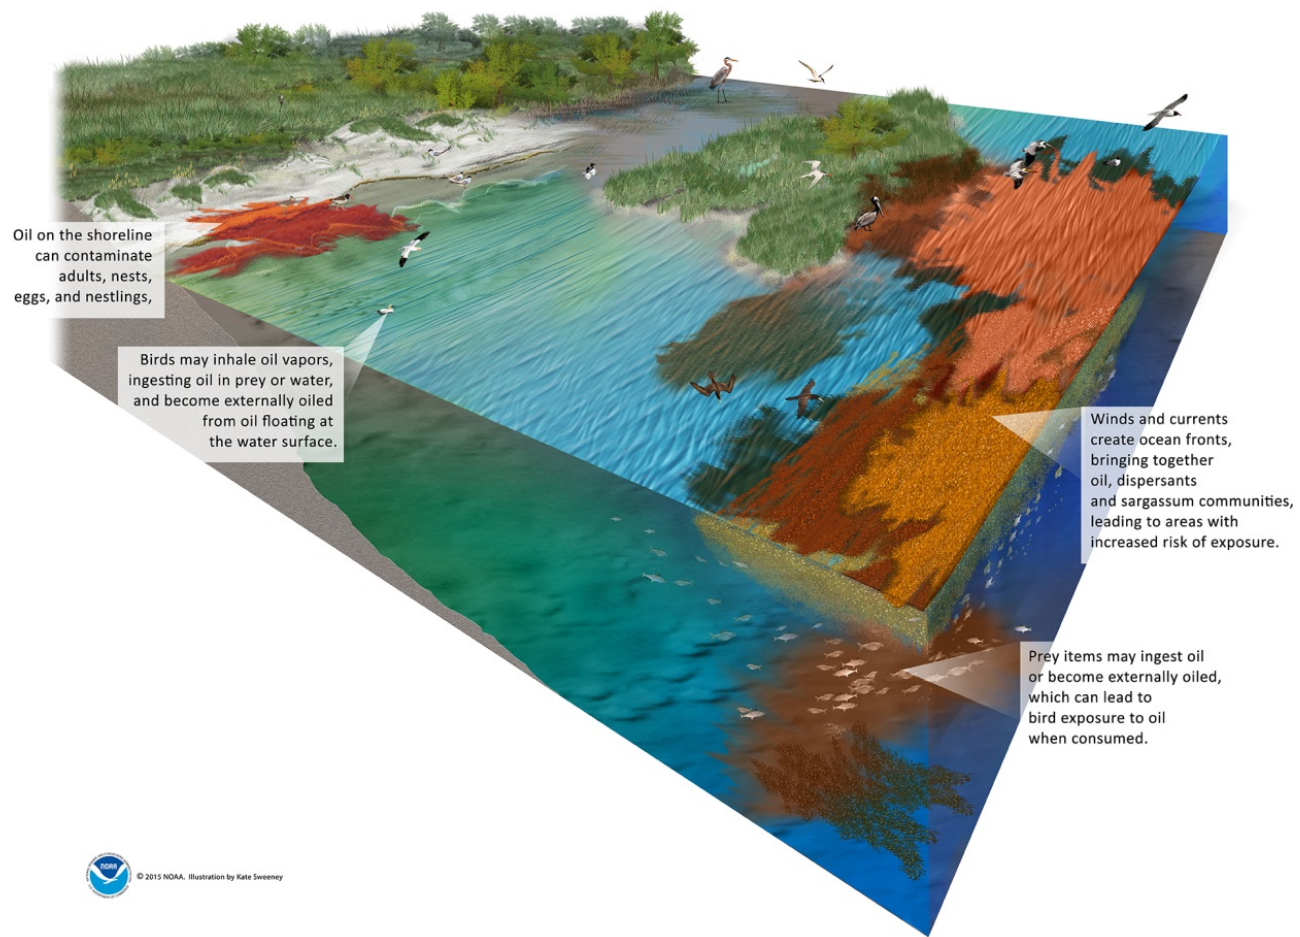 Oil on the shoreline
can contaminate
adults, nests,
eggs, and nestlings,
Birds may inhale oil vapors,
ingesting oil in prey or water,
and become externally oiled
from oil floating at
the water surface.
Winds and currents
create ocean fronts,
bringing together
oil, dispersants
and sargassum communities,
leading to areas with
increased risk of exposure.
Prey items may ingest oil
or become externally oiled,
which can lead to
bird exposure to oil
when consumed.
NOAA
© 2015 NOAA. Illustration by Kate Sweeney